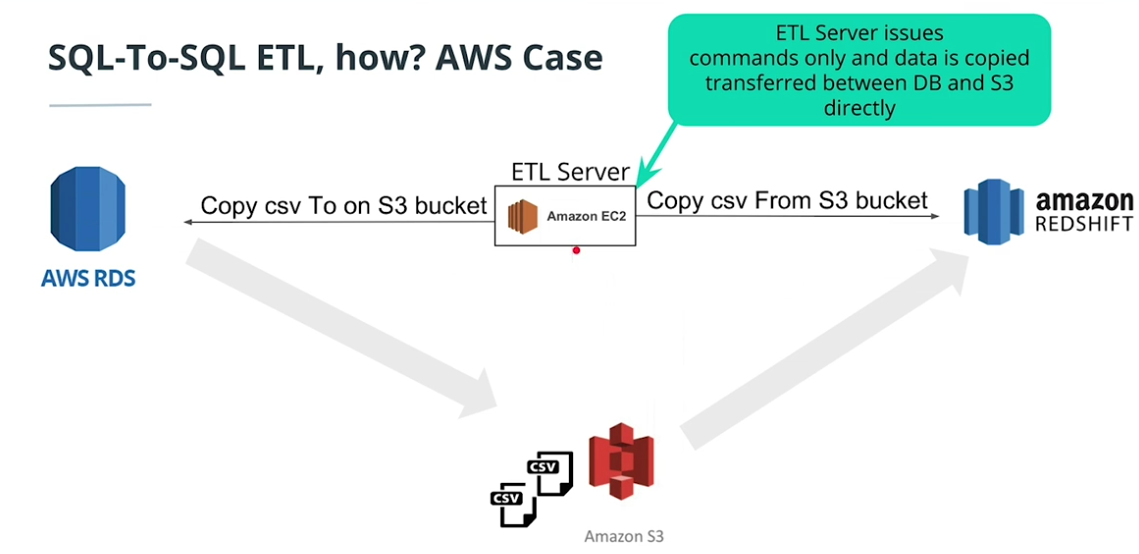 SQL-To-SQL ETL, how? AWS Case
ETL Server issues
commands only and data is copied
transferred between DB and S3
directly
ETL Server
Copy csv To on S3 bucket
Amazon EC2
Copy csv From S3 bucket
amazon
REDSHIFT
AWS RDS
CSV
CSV
Amazon S3